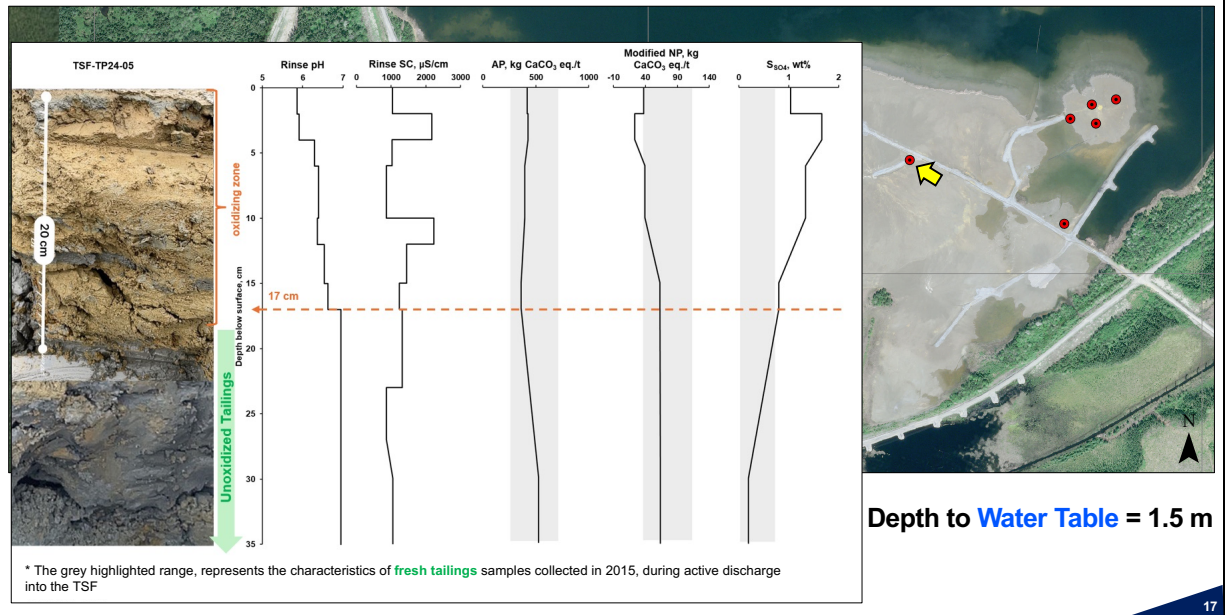 TSF-TP24-05
Rinse pH
5 6 7
Rinse SC, µS/cm
0 1000 2000 3000
AP, kg CaCO3 eq./t
0 500 1000
Modified NP, kg
CaCO3 eq./t
-10 40 90 140
SSO4, wt%
0 1 2
20 cm
oxidizing zone
Unoxidized Tailings
Depth below surface, cm
0
5
10
15
20
25
30
35
17 cm
N
Depth to Water Table = 1.5 m
* The grey highlighted range, represents the characteristics of fresh tailings samples collected in 2015, during active discharge
into the TSF
17